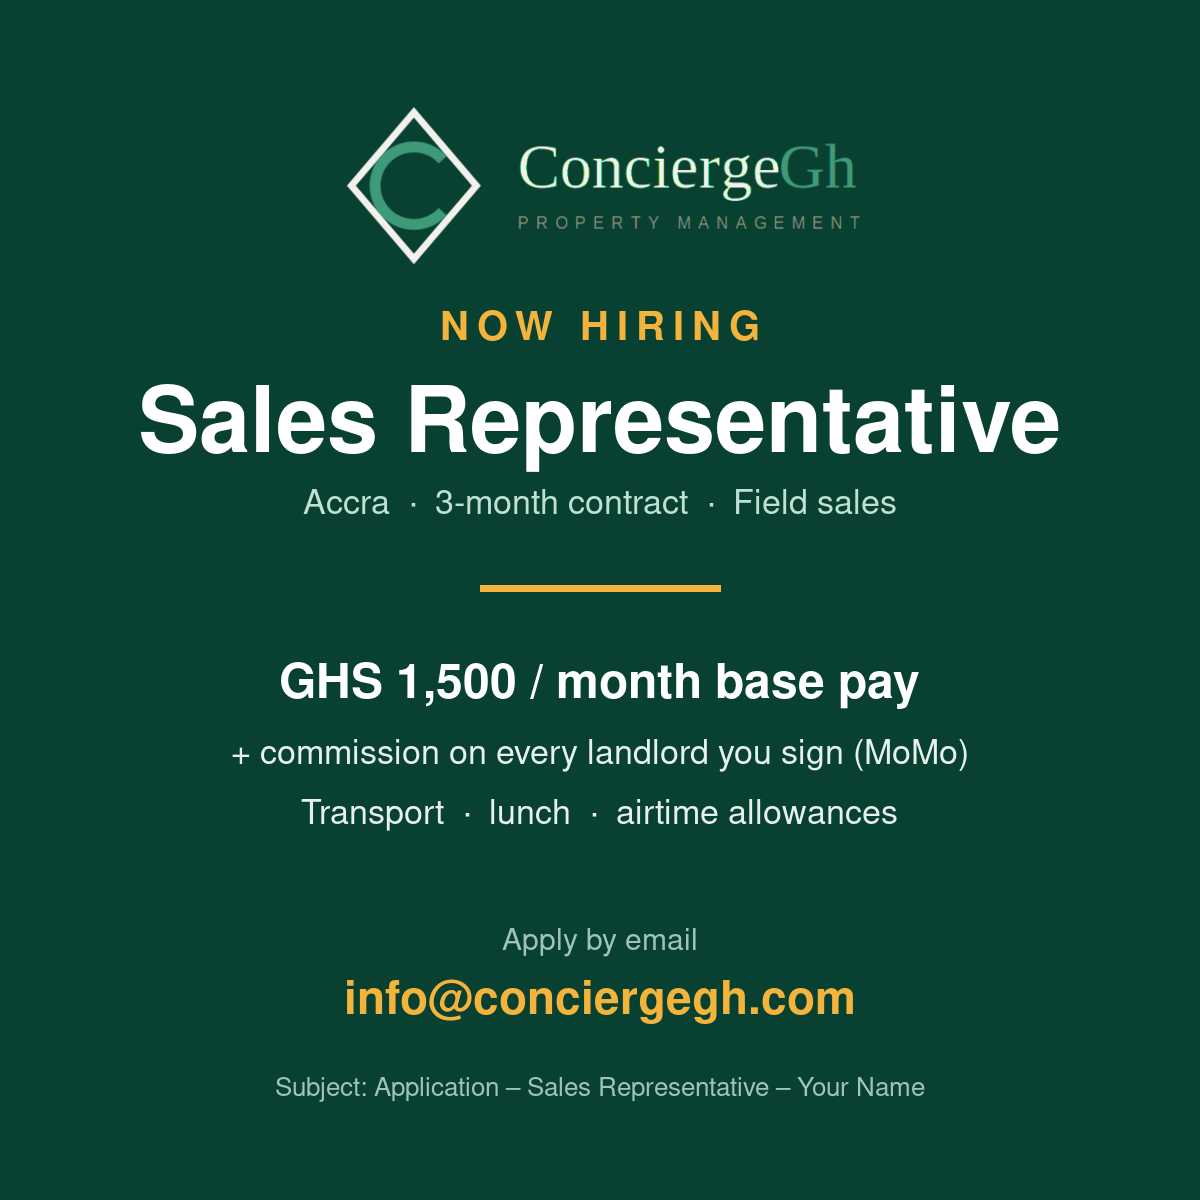 ConciergeGh
PROPERTY MANAGEMENT
NOW HIRING
Sales Representative
Accra · 3-month contract · Field sales
GHS 1,500 / month base pay
+ commission on every landlord you sign (MoMo)
Transport · lunch · airtime allowances
Apply by email
info@conciergegh.com
Subject: Application – Sales Representative – Your Name